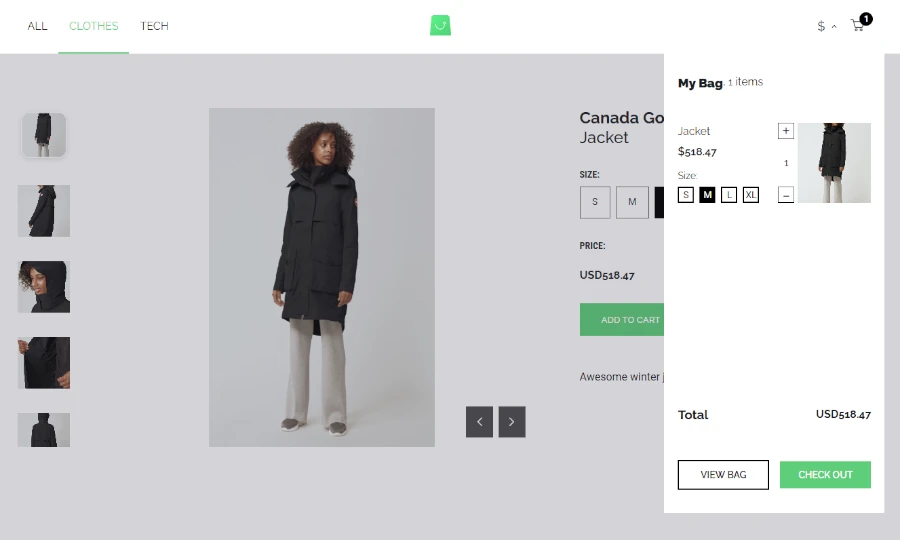 ALL CLOTHES TECH
$ 1
My Bag, 1 items
Canada Go
Jacket
SIZE:
S M
PRICE:
USD518.47
ADD TO CART
Awesome winter j
Jacket
$518.47
Size:
S M L XL
+
1
−
Total USD518.47
VIEW BAG CHECK OUT